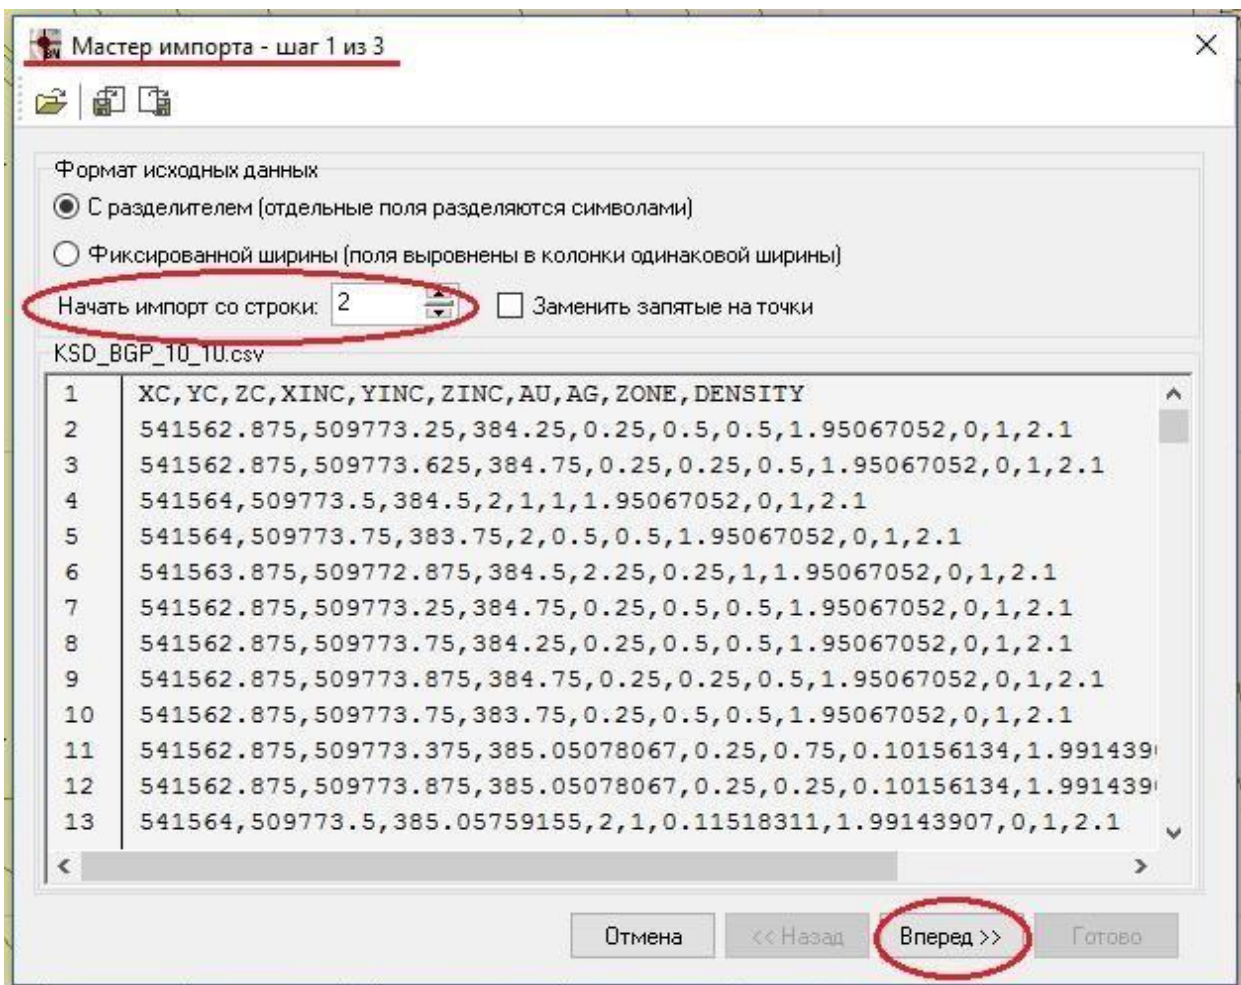 Мастер импорта - шаг 1 из 3
Формат исходных данных
С разделителем (отдельные поля разделяются символами)
Фиксированной ширины (поля выровнены в колонки одинаковой ширины)
Начать импорт со строки: 2 Заменить запятые на точки
KSD_BGP_10_10.csv
1 XC,YC,ZC,XINC,YINC,ZINC,AU,AG,ZONE,DENSITY
2 541562.875,509773.25,384.25,0.25,0.5,0.5,1.95067052,0,1,2.1
3 541562.875,509773.625,384.75,0.25,0.25,0.5,1.95067052,0,1,2.1
4 541564,509773.5,384.5,2,1,1,1.95067052,0,1,2.1
5 541564,509773.75,383.75,2,0.5,0.5,1.95067052,0,1,2.1
6 541563.875,509772.875,384.5,2.25,0.25,1,1.95067052,0,1,2.1
7 541562.875,509773.25,384.75,0.25,0.5,0.5,1.95067052,0,1,2.1
8 541562.875,509773.75,384.25,0.25,0.5,0.5,1.95067052,0,1,2.1
9 541562.875,509773.875,384.75,0.25,0.25,0.5,1.95067052,0,1,2.1
10 541562.875,509773.75,383.75,0.25,0.5,0.5,1.95067052,0,1,2.1
11 541562.875,509773.375,385.05078067,0.25,0.75,0.10156134,1.9914390
12 541562.875,509773.875,385.05078067,0.25,0.25,0.10156134,1.9914390
13 541564,509773.5,385.05759155,2,1,0.11518311,1.99143907,0,1,2.1
Отмена << Назад Вперед >> Готово